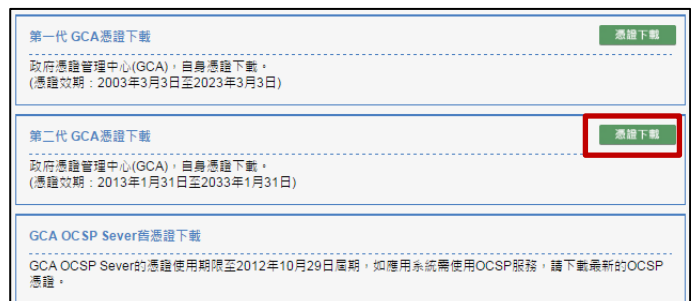 第一代 GCA憑證下載
憑證下載
政府憑證管理中心(GCA)，自身憑證下載。
(憑證效期：2003年3月3日至2023年3月3日)
第二代 GCA憑證下載
憑證下載
政府憑證管理中心(GCA)，自身憑證下載。
(憑證效期：2013年1月31日至2033年1月31日)
GCA OCSP Sever舊憑證下載
GCA OCSP Sever的憑證使用期限至2012年10月29日屆期，如應用系統需使用OCSP服務，請下載最新的OCSP
憑證。